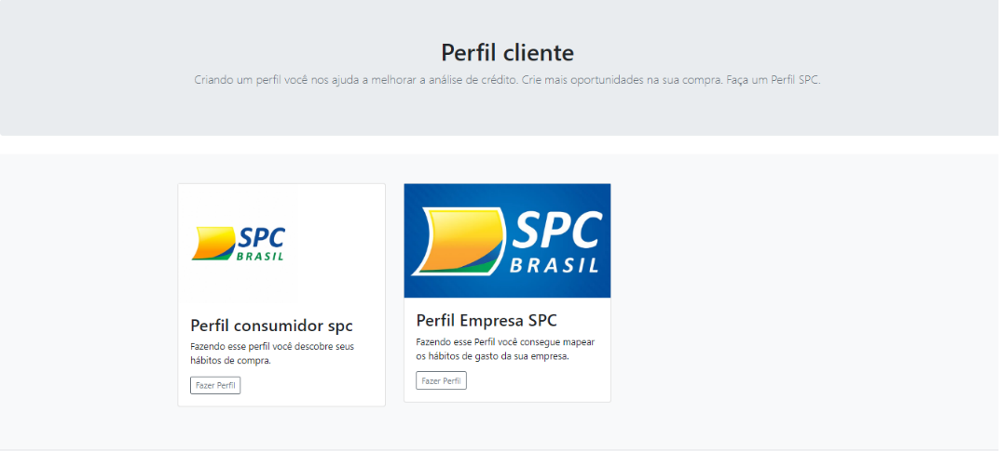 Perfil cliente
Criando um perfil você nos ajuda a melhorar a análise de crédito. Crie mais oportunidades na sua compra. Faça um Perfil SPC.
SPC
BRASIL
Perfil consumidor spc
Fazendo esse perfil você descobre seus
hábitos de compra.
Fazer Perfil
SPC
BRASIL
Perfil Empresa SPC
Fazendo esse Perfil você consegue mapear
os hábitos de gasto da sua empresa.
Fazer Perfil